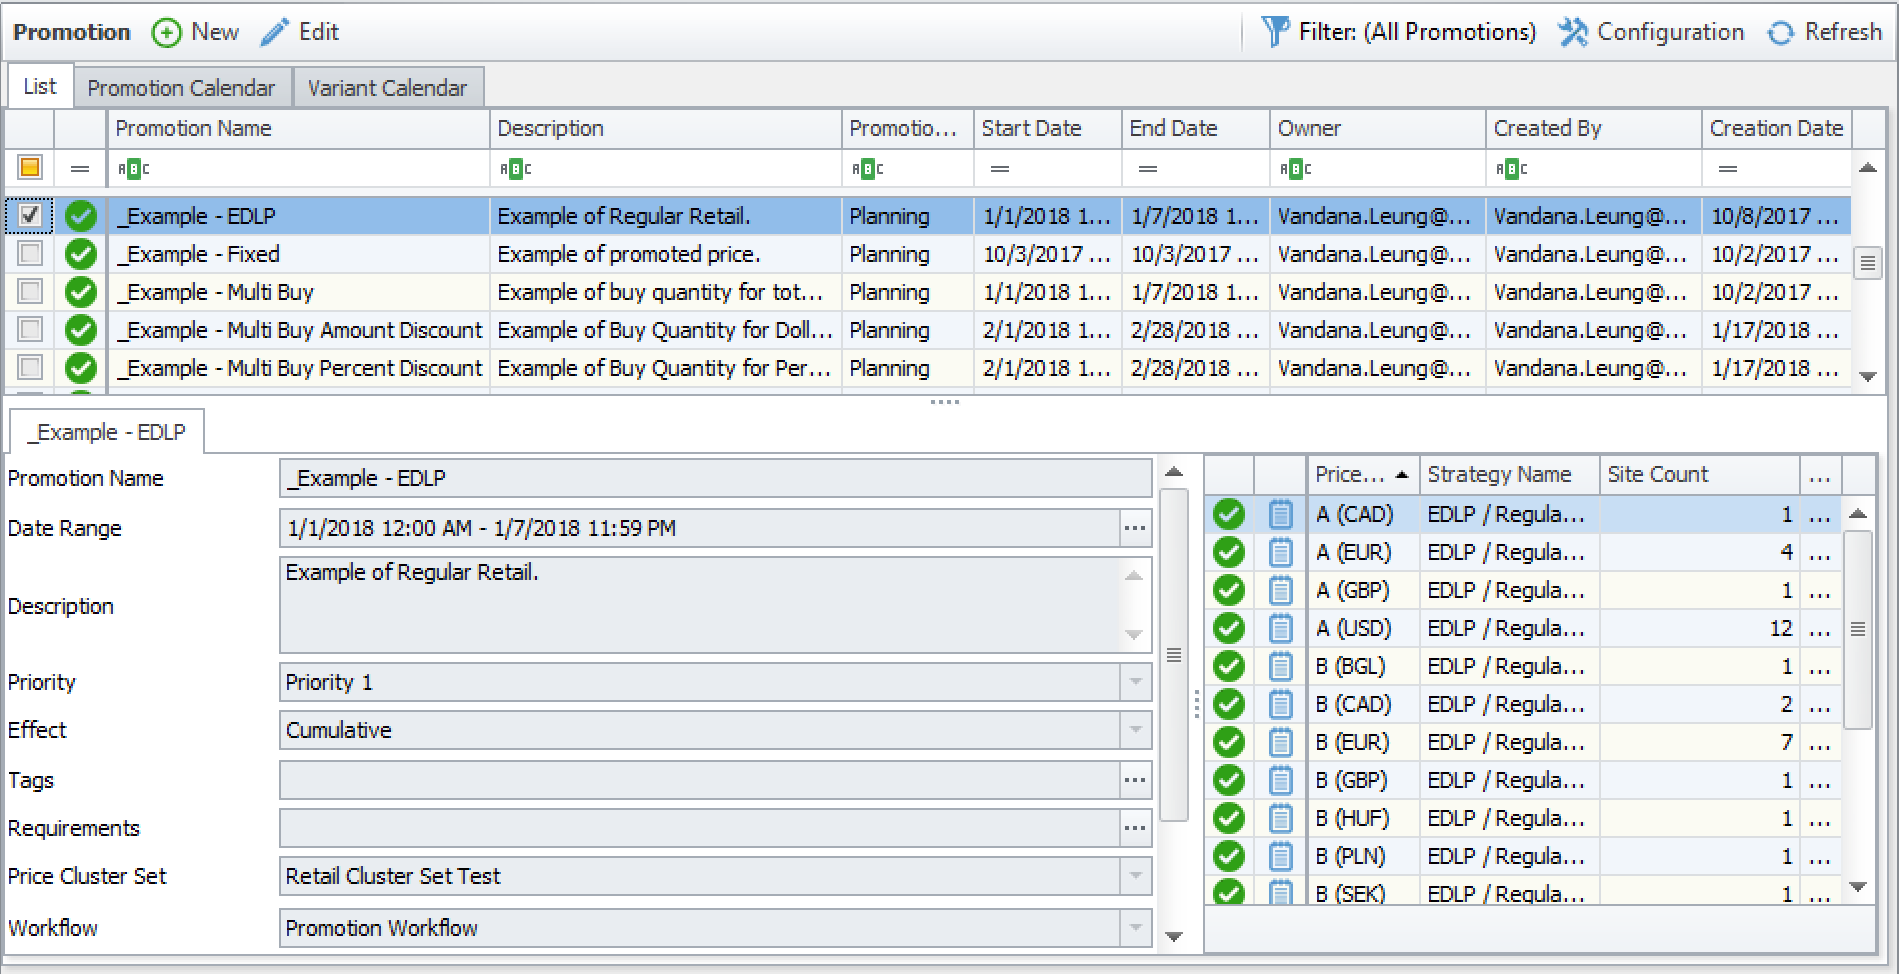 Promotion New Edit Filter: (All Promotions) Configuration Refresh
List Promotion Calendar Variant Calendar
Promotion Name Description Promotio... Start Date End Date Owner Created By Creation Date
= ABC ABC ABC = = ABC ABC =
_Example - EDLP Example of Regular Retail. Planning 1/1/2018 1... 1/7/2018 1... Vandana.Leung@... Vandana.Leung@... 10/8/2017 ...
_Example - Fixed Example of promoted price. Planning 10/3/2017 ... 10/3/2017 ... Vandana.Leung@... Vandana.Leung@... 10/2/2017 ...
_Example - Multi Buy Example of buy quantity for tot... Planning 1/1/2018 1... 1/7/2018 1... Vandana.Leung@... Vandana.Leung@... 10/2/2017 ...
_Example - Multi Buy Amount Discount Example of Buy Quantity for Doll... Planning 2/1/2018 1... 2/28/2018 ... Vandana.Leung@... Vandana.Leung@... 1/17/2018 ...
_Example - Multi Buy Percent Discount Example of Buy Quantity for Per... Planning 2/1/2018 1... 2/28/2018 ... Vandana.Leung@... Vandana.Leung@... 1/17/2018 ...
_Example - EDLP
Promotion Name _Example - EDLP
Date Range 1/1/2018 12:00 AM - 1/7/2018 11:59 PM ...
Description Example of Regular Retail.
Priority Priority 1
Effect Cumulative
Tags ...
Requirements ...
Price Cluster Set Retail Cluster Set Test
Workflow Promotion Workflow
Price... Strategy Name Site Count ...
A (CAD) EDLP / Regula... 1 ...
A (EUR) EDLP / Regula... 4 ...
A (GBP) EDLP / Regula... 1 ...
A (USD) EDLP / Regula... 12 ...
B (BGL) EDLP / Regula... 1 ...
B (CAD) EDLP / Regula... 2 ...
B (EUR) EDLP / Regula... 7 ...
B (GBP) EDLP / Regula... 1 ...
B (HUF) EDLP / Regula... 1 ...
B (PLN) EDLP / Regula... 1 ...
B (SEK) EDLP / Regula... 1 ...